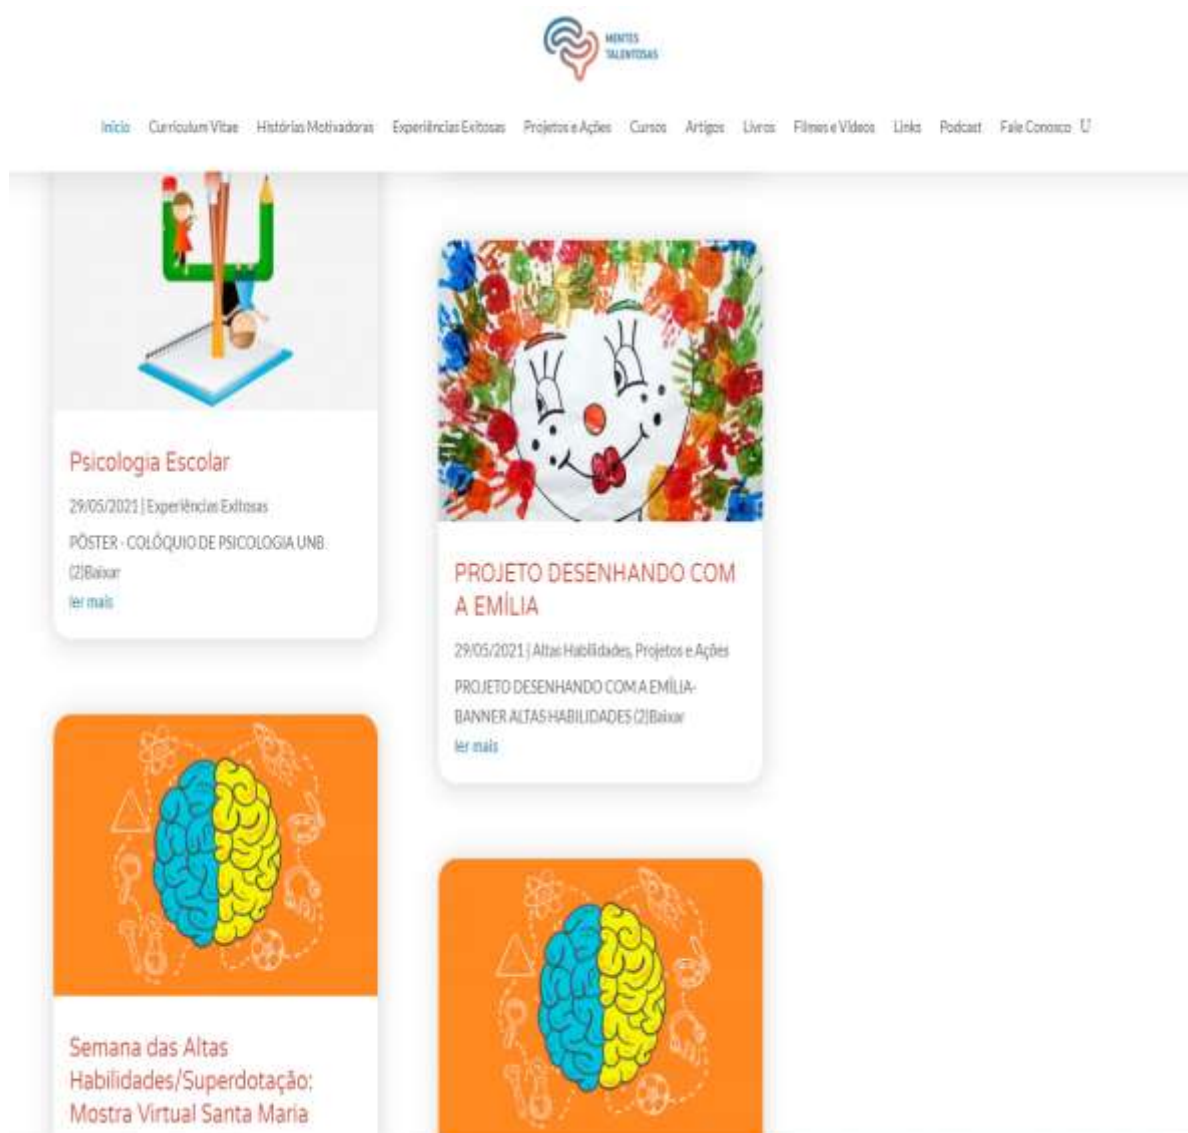 MENTES
TALENTOSAS
Início Curriculum Vitae Histórias Motivadoras Experiências Exitosas Projetos e Ações Cursos Artigos Livros Filmes e Vídeos Links Podcast Fale Conosco U
Psicologia Escolar
29/05/2021 | Experiências Exitosas
PÔSTER - COLÓQUIO DE PSICOLOGIA UNB
(2)Baixar
ler mais
PROJETO DESENHANDO COM
A EMÍLIA
29/05/2021 | Altas Habilidades, Projetos e Ações
PROJETO DESENHANDO COM A EMÍLIA-
BANNER ALTAS HABILIDADES (2)Baixar
ler mais
Semana das Altas
Habilidades/Superdotação:
Mostra Virtual Santa Maria